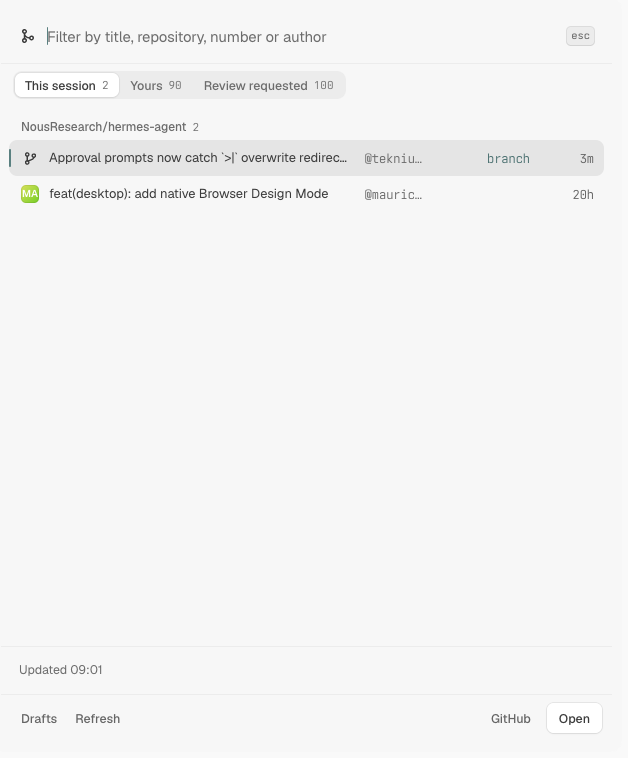 Filter by title, repository, number or author esc
This session 2 Yours 90 Review requested 100
NousResearch/hermes-agent 2
Approval prompts now catch `>|` overwrite redirec… @tekniu… branch 3m
MA feat(desktop): add native Browser Design Mode @mauric… 20h
Updated 09:01
Drafts Refresh GitHub Open